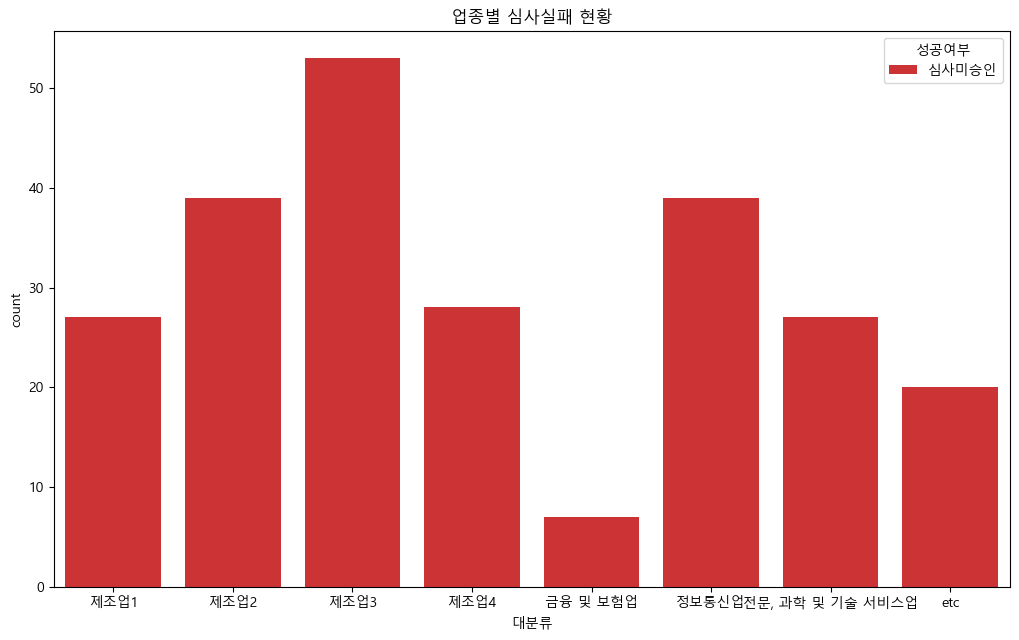 업종별 심사실패 현황
성공여부
심사미승인
count
50
40
30
20
10
0
제조업1 제조업2 제조업3 제조업4 금융 및 보험업 정보통신업 전문, 과학 및 기술 서비스업 etc
대분류